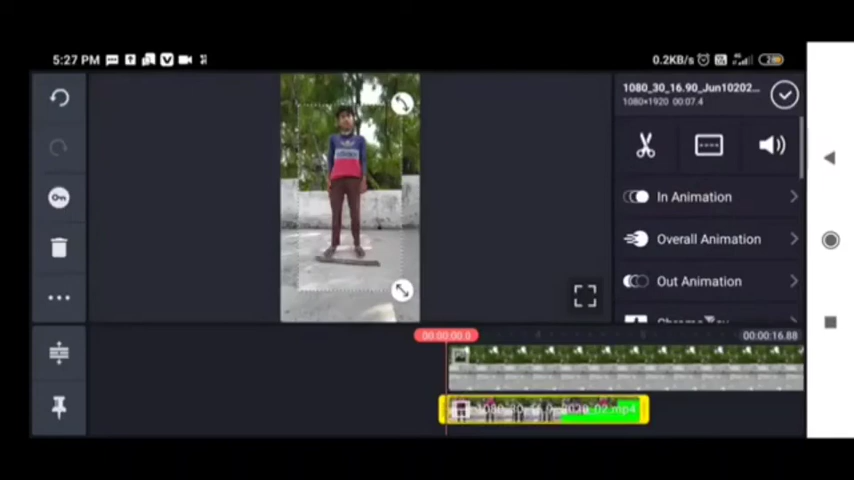 5:27 PM
0.2KB/s
1080_30_16.90_Jun10202...
1080×1920 00:07.4
In Animation
Overall Animation
Out Animation
00:00:00.0
00:00:16.88